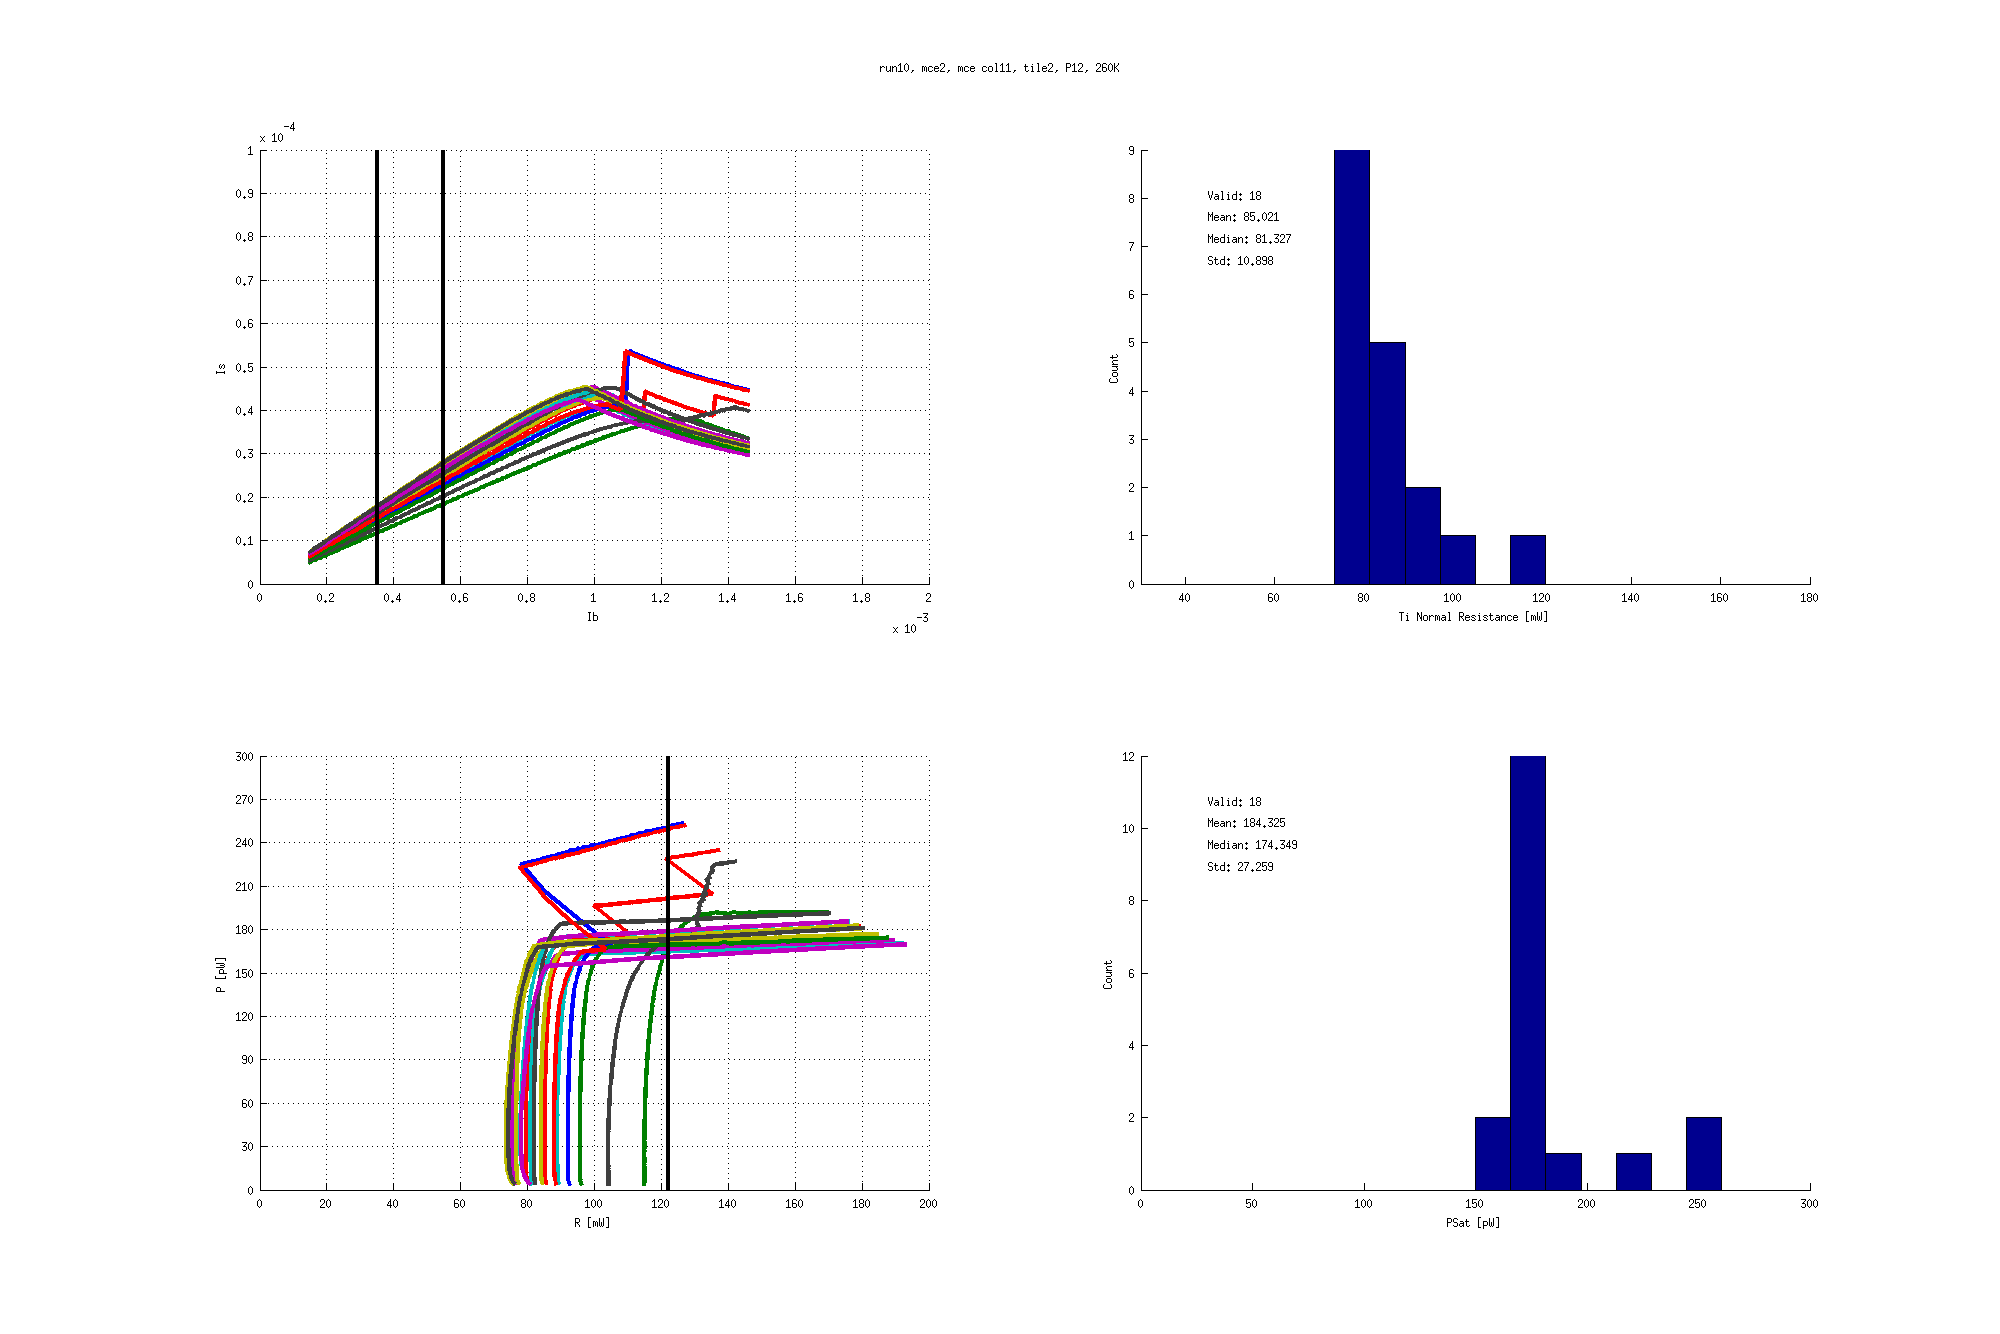 run10, mce2, mce col11, tile2, P12, 260K
x 10^-4
1
0.9
0.8
0.7
0.6
0.5
0.4
0.3
0.2
0.1
0
Is
0 0.2 0.4 0.6 0.8 1 1.2 1.4 1.6 1.8 2
Ib
x 10^-3
9
8
7
6
5
4
3
2
1
0
Count
Valid: 18
Mean: 85.021
Median: 81.327
Std: 10.898
40 60 80 100 120 140 160 180
Ti Normal Resistance [mW]
300
270
240
210
180
150
120
90
60
30
0
P [pW]
0 20 40 60 80 100 120 140 160 180 200
R [mW]
12
10
8
6
4
2
0
Count
Valid: 18
Mean: 184.325
Median: 174.349
Std: 27.259
0 50 100 150 200 250 300
PSat [pW]